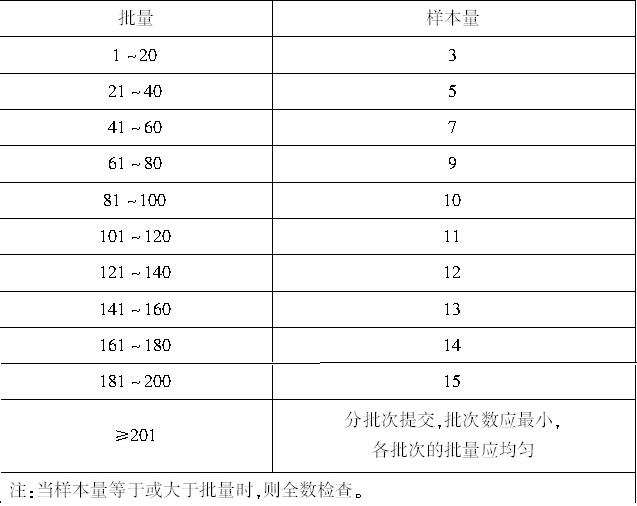 批量 样本量
1~20 3
21~40 5
41~60 7
61~80 9
81~100 10
101~120 11
121~140 12
141~160 13
161~180 14
181~200 15
≥201 分批次提交,批次数应最小,
各批次的批量应均匀
注:当样本量等于或大于批量时,则全数检查。